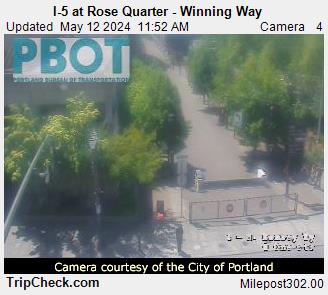 I-5 at Rose Quarter - Winning Way
Updated May 12 2024 11:52 AM Camera 4
PBOT
PORTLAND BUREAU OF TRANSPORTATION
Camera courtesy of the City of Portland
TripCheck.com Milepost302.00